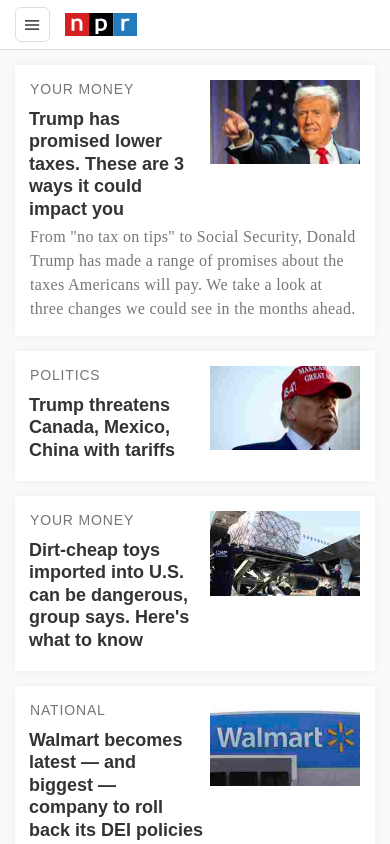 npr
YOUR MONEY
Trump has
promised lower
taxes. These are 3
ways it could
impact you
From "no tax on tips" to Social Security, Donald
Trump has made a range of promises about the
taxes Americans will pay. We take a look at
three changes we could see in the months ahead.
POLITICS
Trump threatens
Canada, Mexico,
China with tariffs
YOUR MONEY
Dirt-cheap toys
imported into U.S.
can be dangerous,
group says. Here's
what to know
NATIONAL
Walmart becomes
latest — and
biggest —
company to roll
back its DEI policies
Walmart